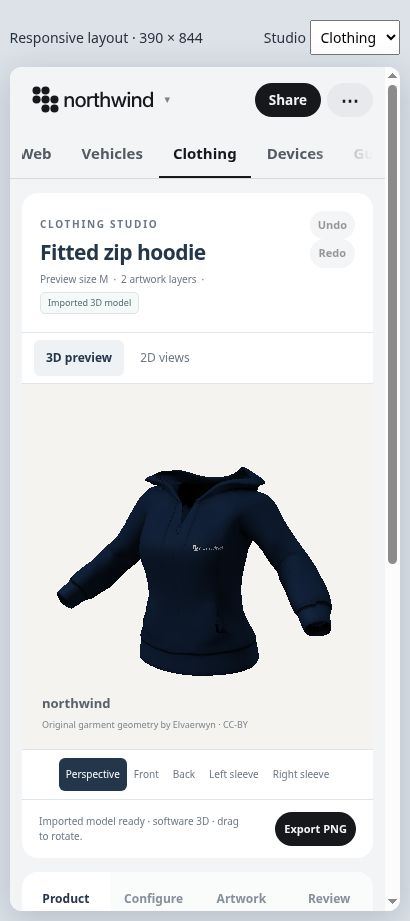 Responsive layout · 390 × 844
Studio Clothing
northwind
Share
Web Vehicles Clothing Devices Gu
CLOTHING STUDIO
Undo
Fitted zip hoodie
Redo
Preview size M · 2 artwork layers ·
Imported 3D model
3D preview 2D views
northwind
Original garment geometry by Elvaerwyn · CC-BY
Perspective Front Back Left sleeve Right sleeve
Imported model ready · software 3D · drag
to rotate.
Export PNG
Product Configure Artwork Review